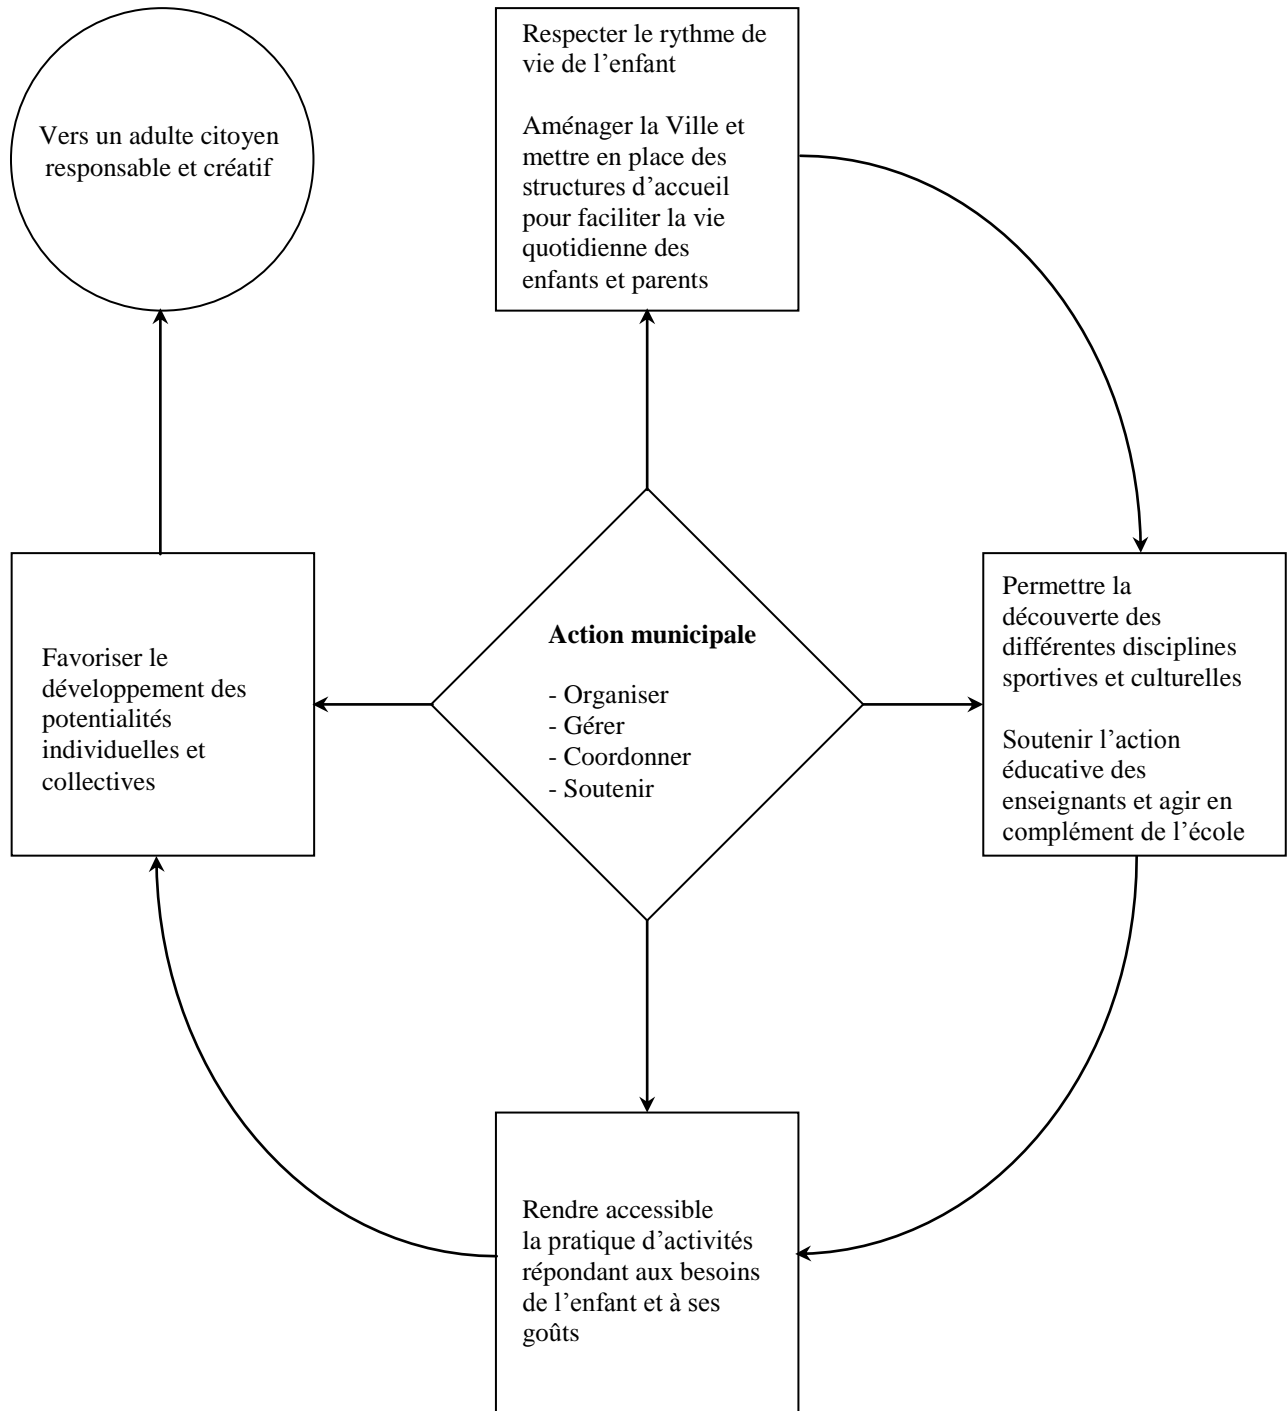 Vers un adulte citoyen
responsable et créatif
Respecter le rythme de
vie de l’enfant
Aménager la Ville et
mettre en place des
structures d’accueil
pour faciliter la vie
quotidienne des
enfants et parents
Favoriser le
développement des
potentialités
individuelles et
collectives
Action municipale
- Organiser
- Gérer
- Coordonner
- Soutenir
Permettre la
découverte des
différentes disciplines
sportives et culturelles
Soutenir l’action
éducative des
enseignants et agir en
complément de l’école
Rendre accessible
la pratique d’activités
répondant aux besoins
de l’enfant et à ses
goûts